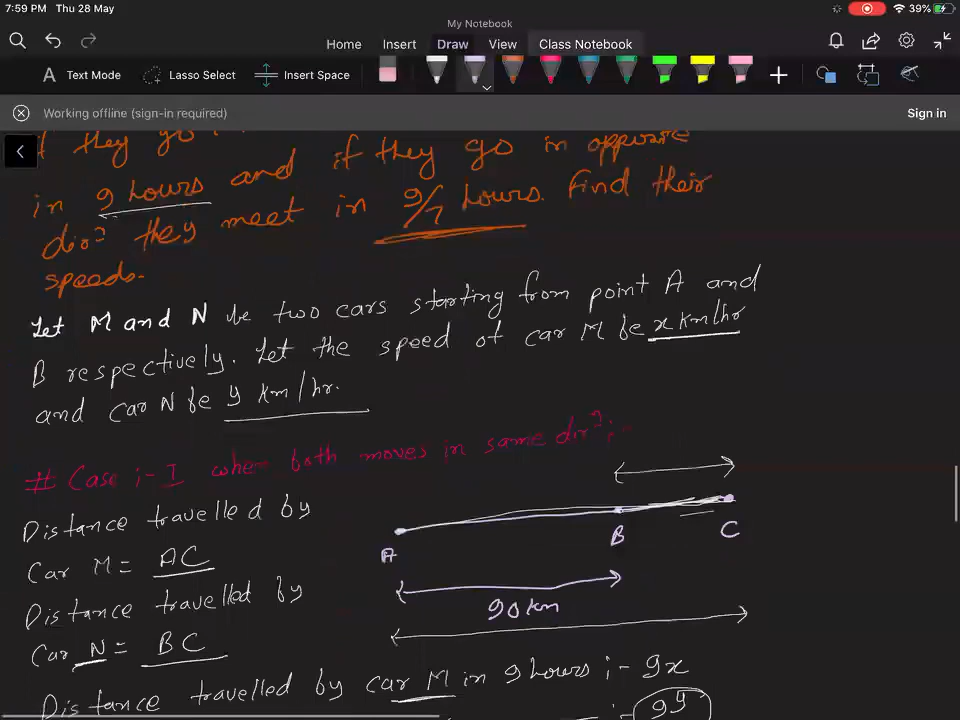 7:59 PM Thu 28 May
39%
My Notebook
Home Insert Draw View Class Notebook
A Text Mode Lasso Select Insert Space
Working offline (sign-in required) Sign in
they go
in 9 hours and if they go in opposite
dirⁿ they meet in 9/7 hours. Find their
speeds.
Let M and N be two cars starting from point A and
B respectively. Let the speed of car M be x km/hr
and car N be y km/hr.
# Case :- I when both moves in same dirⁿ :-
Distance travelled by
Car M = AC
Distance travelled by
Car N = BC
A B C
90 km
Distance travelled by car M in 9 hours :- 9x
:- 9y